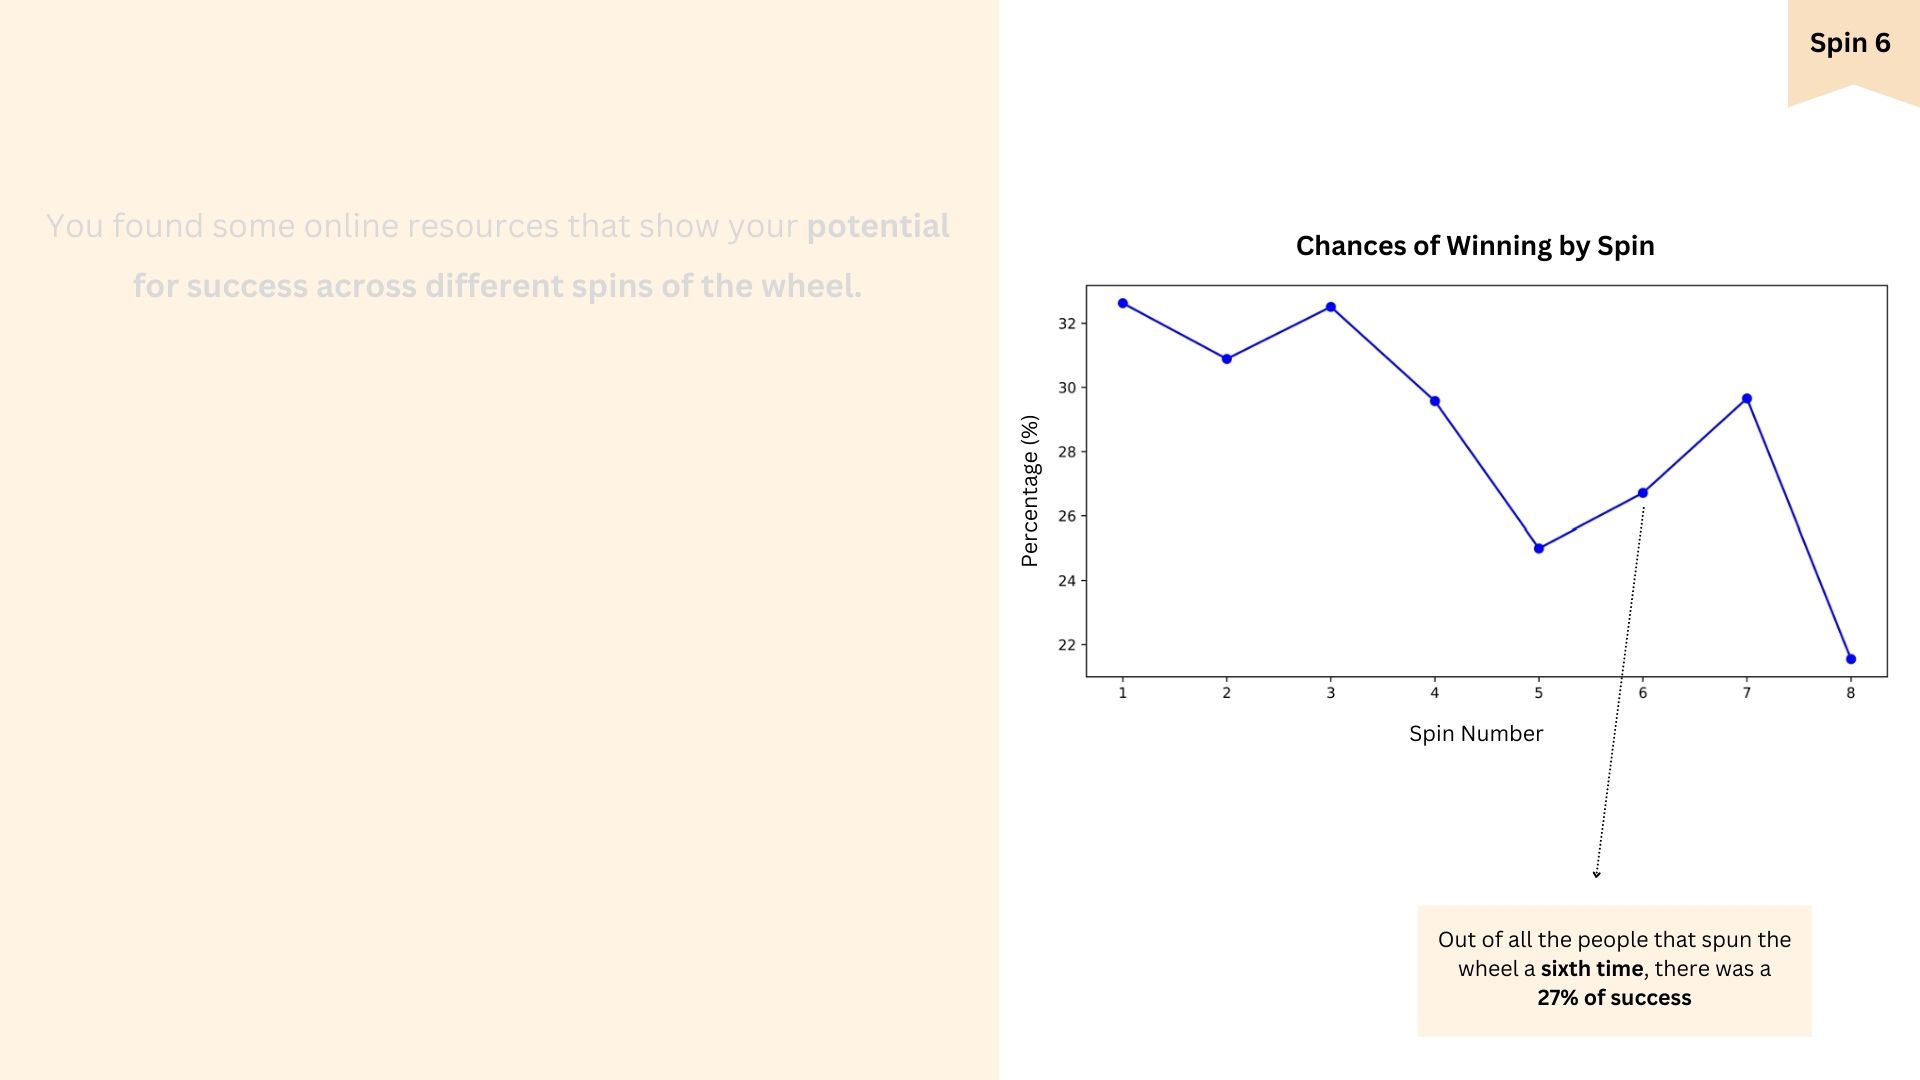 Spin 6
You found some online resources that show your potential
for success across different spins of the wheel.
Chances of Winning by Spin
Percentage (%)
32
30
28
26
24
22
1 2 3 4 5 6 7 8
Spin Number
Out of all the people that spun the
wheel a sixth time, there was a
27% of success